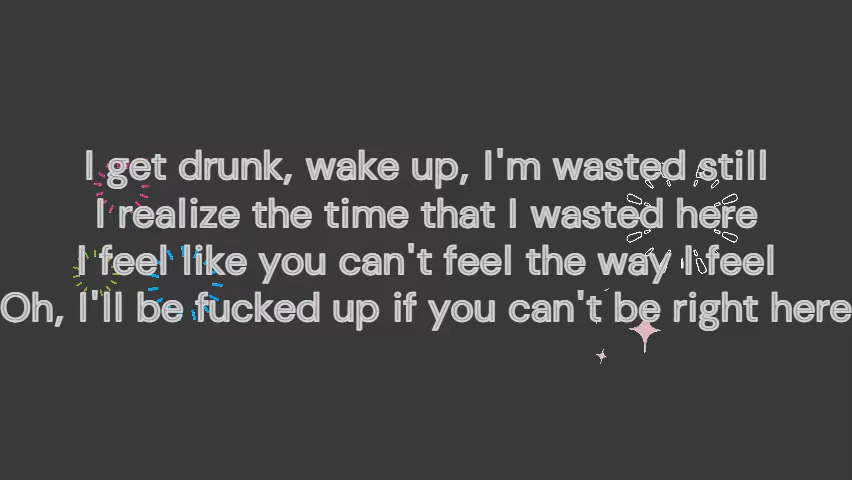 I get drunk, wake up, I'm wasted still
I realize the time that I wasted here
I feel like you can't feel the way I feel
Oh, I'll be fucked up if you can't be right here